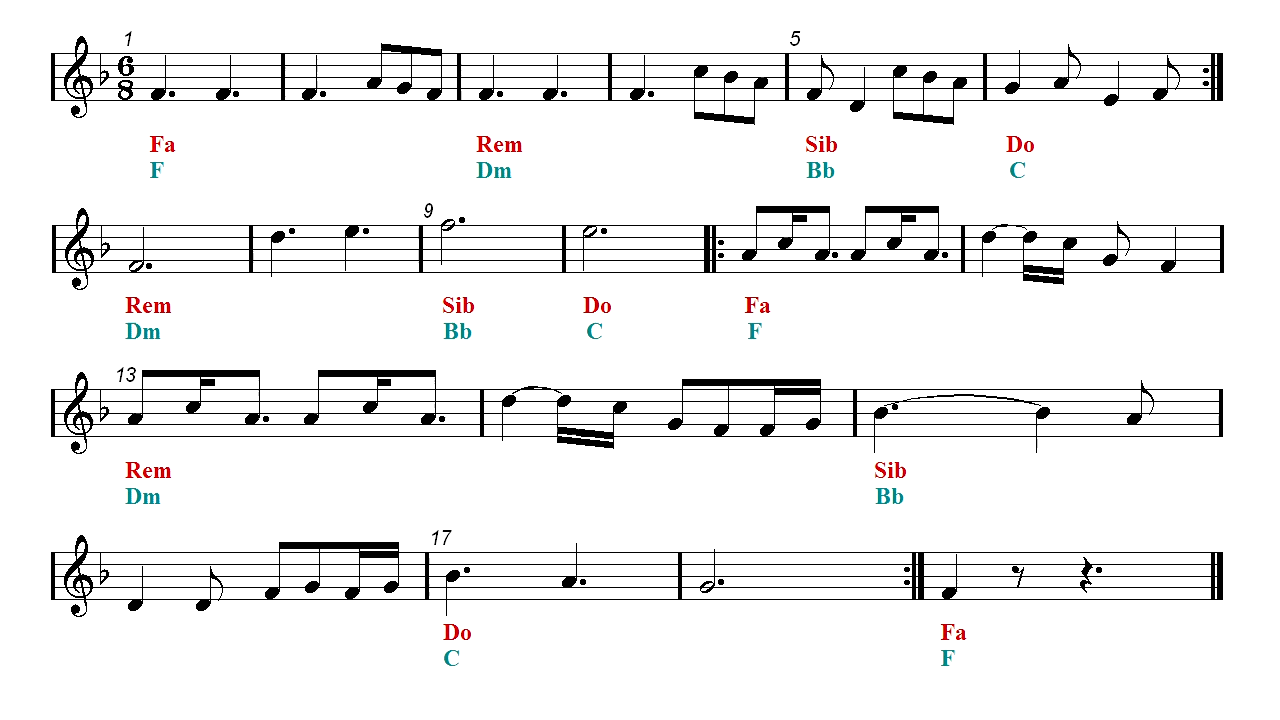 1 5
6
8
Fa Rem Sib Do
F Dm Bb C
9
Rem Sib Do Fa
Dm Bb C F
13
Rem Sib
Dm Bb
17
Do Fa
C F